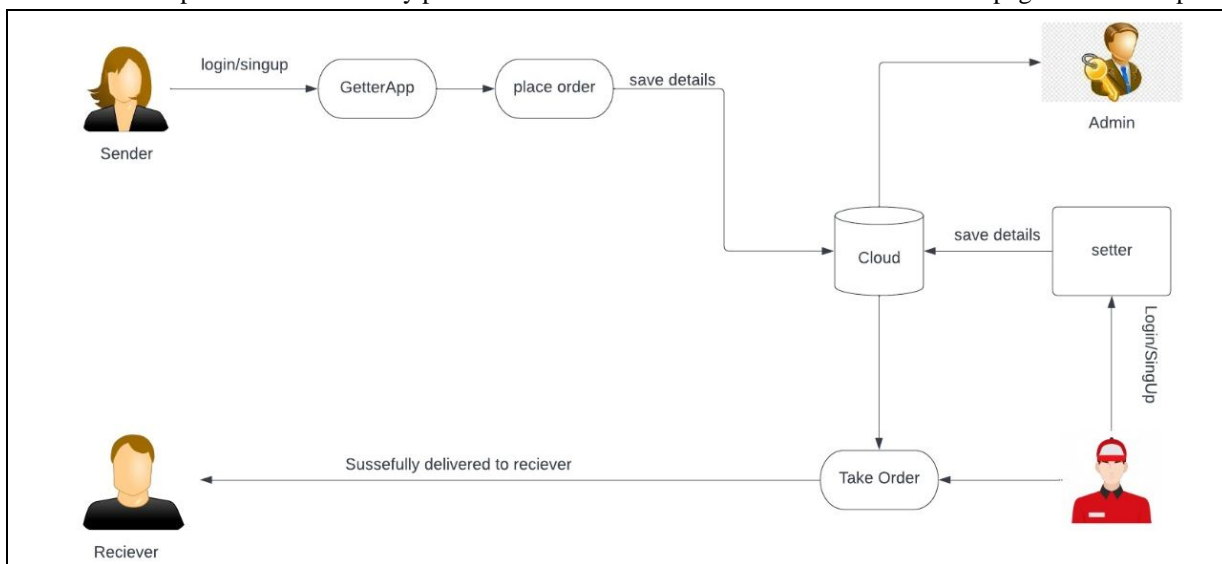 login/singup
GetterApp
place order
save details
Sender
Admin
Cloud
save details
setter
Login/SingUp
Sussefully delivered to reciever
Take Order
Reciever